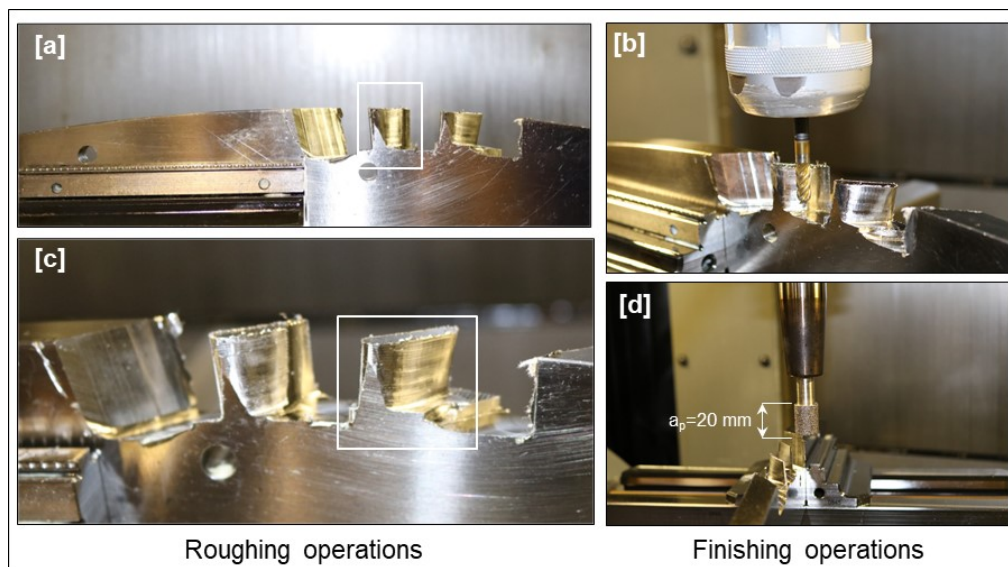 [a]
[b]
[c]
[d]
aₚ=20 mm
Roughing operations
Finishing operations